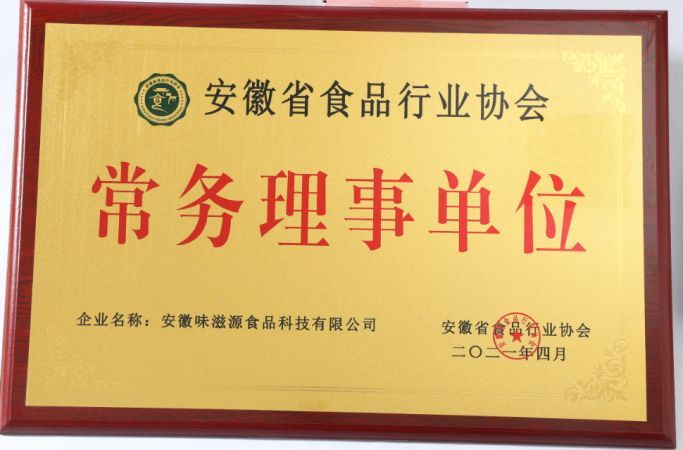 安徽省食品行业协会
常务理事单位
企业名称：安徽味滋源食品科技有限公司
安徽省食品行业协会
二〇二一年四月